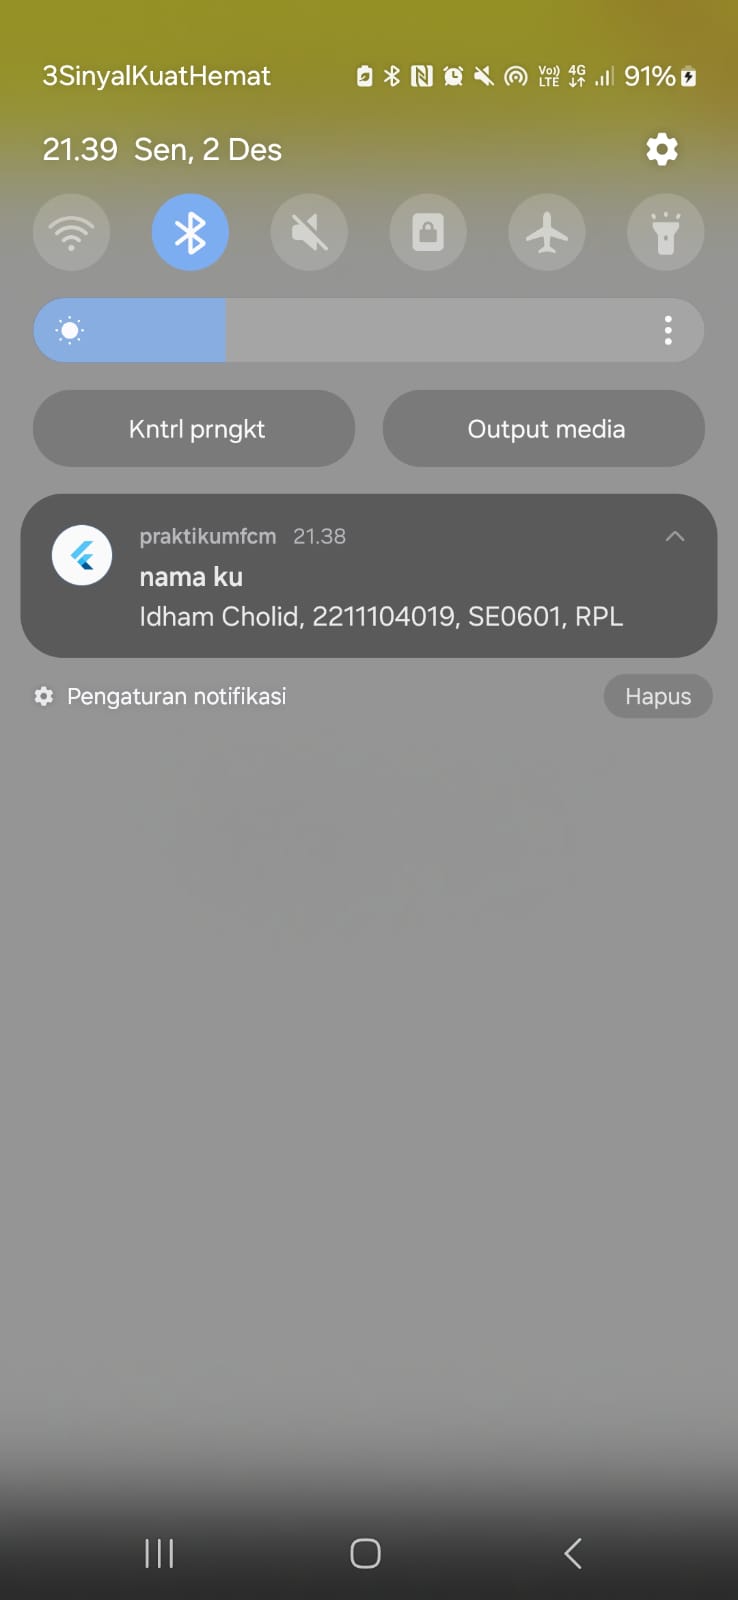 3SinyalKuatHemat Vo)) LTE 4G 91%
21.39 Sen, 2 Des
Kntrl prngkt Output media
praktikumfcm 21.38
nama ku
Idham Cholid, 2211104019, SE0601, RPL
Pengaturan notifikasi Hapus